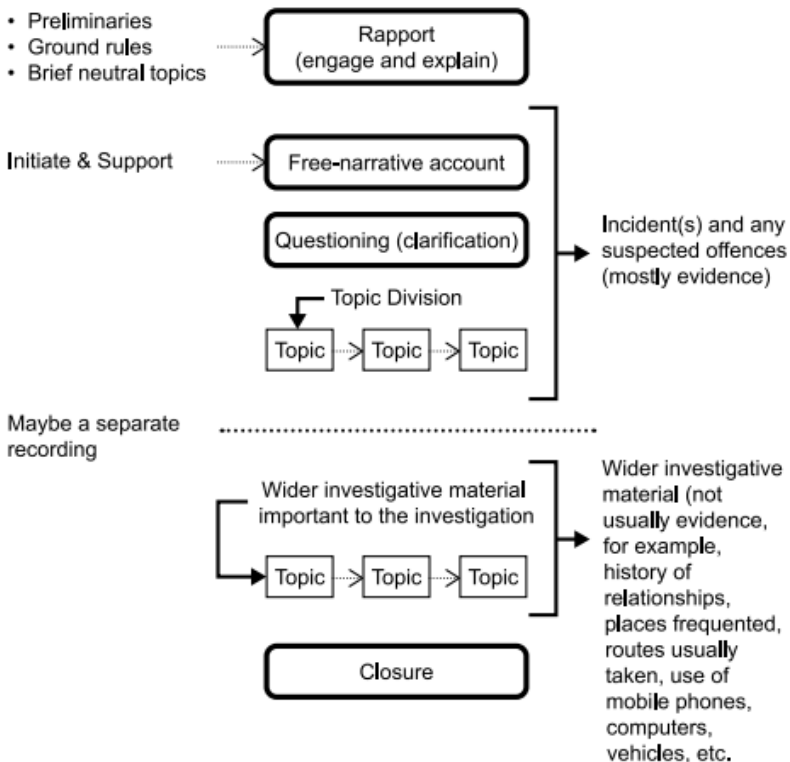 • Preliminaries
• Ground rules
• Brief neutral topics
Rapport
(engage and explain)
Initiate & Support
Free-narrative account
Questioning (clarification)
Topic Division
Topic
Topic
Topic
Incident(s) and any
suspected offences
(mostly evidence)
Maybe a separate
recording
Wider investigative material
important to the investigation
Topic
Topic
Topic
Closure
Wider investigative
material (not
usually evidence,
for example,
history of
relationships,
places frequented,
routes usually
taken, use of
mobile phones,
computers,
vehicles, etc.